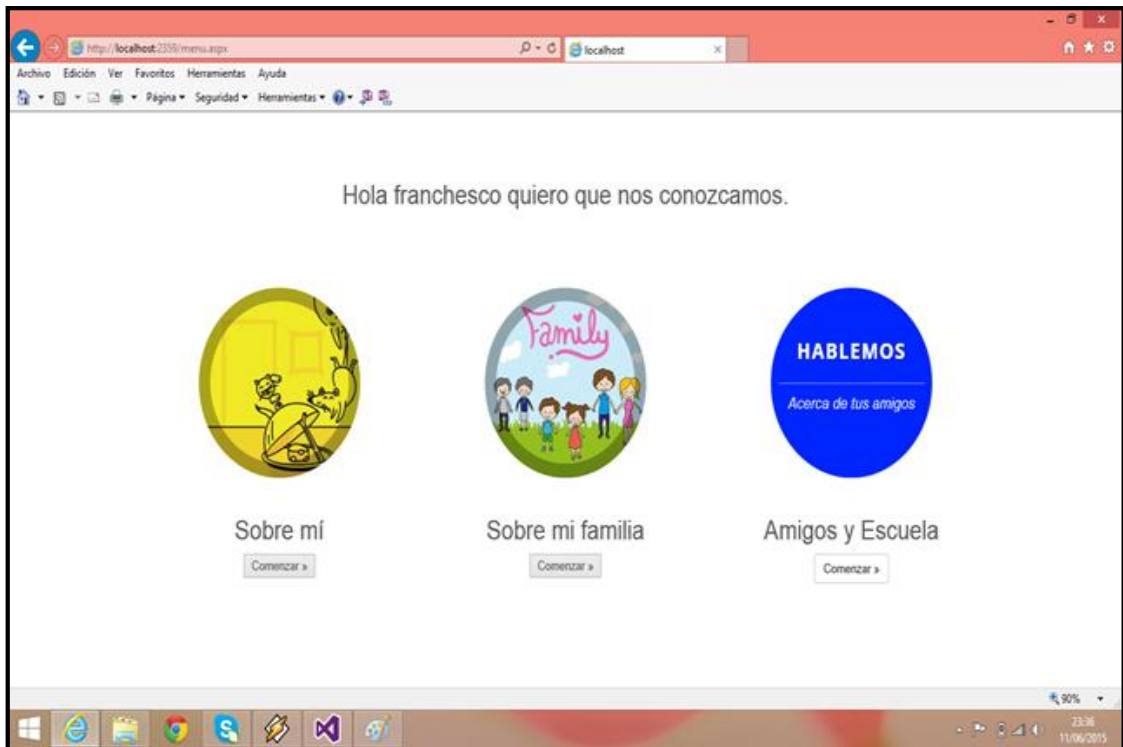 http://localhost:2359/menu.aspx
localhost
Archivo Edición Ver Favoritos Herramientas Ayuda
Página Seguridad Herramientas
Hola franchesco quiero que nos conozcamos.
Family
HABLEMOS
Acerca de tus amigos
Sobre mí
Sobre mi familia
Amigos y Escuela
Comenzar »
Comenzar »
Comenzar »
90%
23:36
11/06/2015